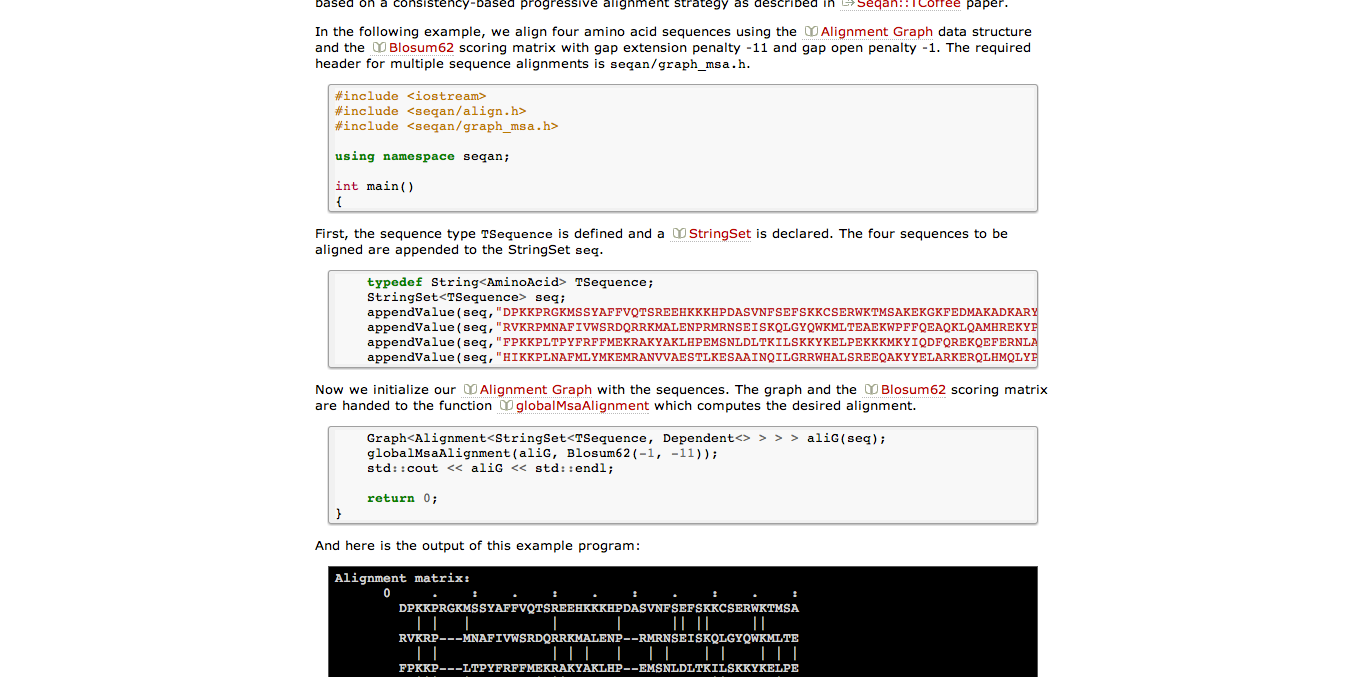 based on a consistency-based progressive alignment strategy as described in Seqan::TCoffee paper.
In the following example, we align four amino acid sequences using the Alignment Graph data structure
and the Blosum62 scoring matrix with gap extension penalty -11 and gap open penalty -1. The required
header for multiple sequence alignments is seqan/graph_msa.h.
#include <iostream>
#include <seqan/align.h>
#include <seqan/graph_msa.h>
using namespace seqan;
int main()
{
First, the sequence type TSequence is defined and a StringSet is declared. The four sequences to be
aligned are appended to the StringSet seq.
typedef String<AminoAcid> TSequence;
StringSet<TSequence> seq;
appendValue(seq,"DPKKPRGKMSSYAFFVQTSREEHKKKHPDASVNFSEFSKKCSERWKTMSAKEKGKFEDMAKADKARY
appendValue(seq,"RVKRPMNAFIVWSRDQRRKMALENPRMRNSEISKQLGYQWKMLTEAEKWPFFQEAQKLQAMHREKYP
appendValue(seq,"FPKKPLTPYFRFFMEKRAKYAKLHPEMSNLDLTKILSKKYKELPEKKKMKYIQDFQREKQEFERNLA
appendValue(seq,"HIKKPLNAFMLYMKEMRANVVAESTLKESAAINQILGRRWHALSREEQAKYYELARKERQLHMQLYP
Now we initialize our Alignment Graph with the sequences. The graph and the Blosum62 scoring matrix
are handed to the function globalMsaAlignment which computes the desired alignment.
Graph<Alignment<StringSet<TSequence, Dependent<> > > > aliG(seq);
globalMsaAlignment(aliG, Blosum62(-1, -11));
std::cout << aliG << std::endl;
return 0;
}
And here is the output of this example program:
Alignment matrix:
0     .    :    .    :    .    :    .    :    .    :
DPKKPRGKMSSYAFFVQTSREEHKKKHPDASVNFSEFSKKCSERWKTMSA
  | |   |          |       |      || ||     ||
RVKRP---MNAFIVWSRDQRRKMALENP--RMRNSEISKQLGYQWKMLTE
  | |              | | |   |   | |    | |    | | |
FPKKP---LTPYFRFFMEKRAKYAKLHP--EMSNLDLTKILSKKYKELPE